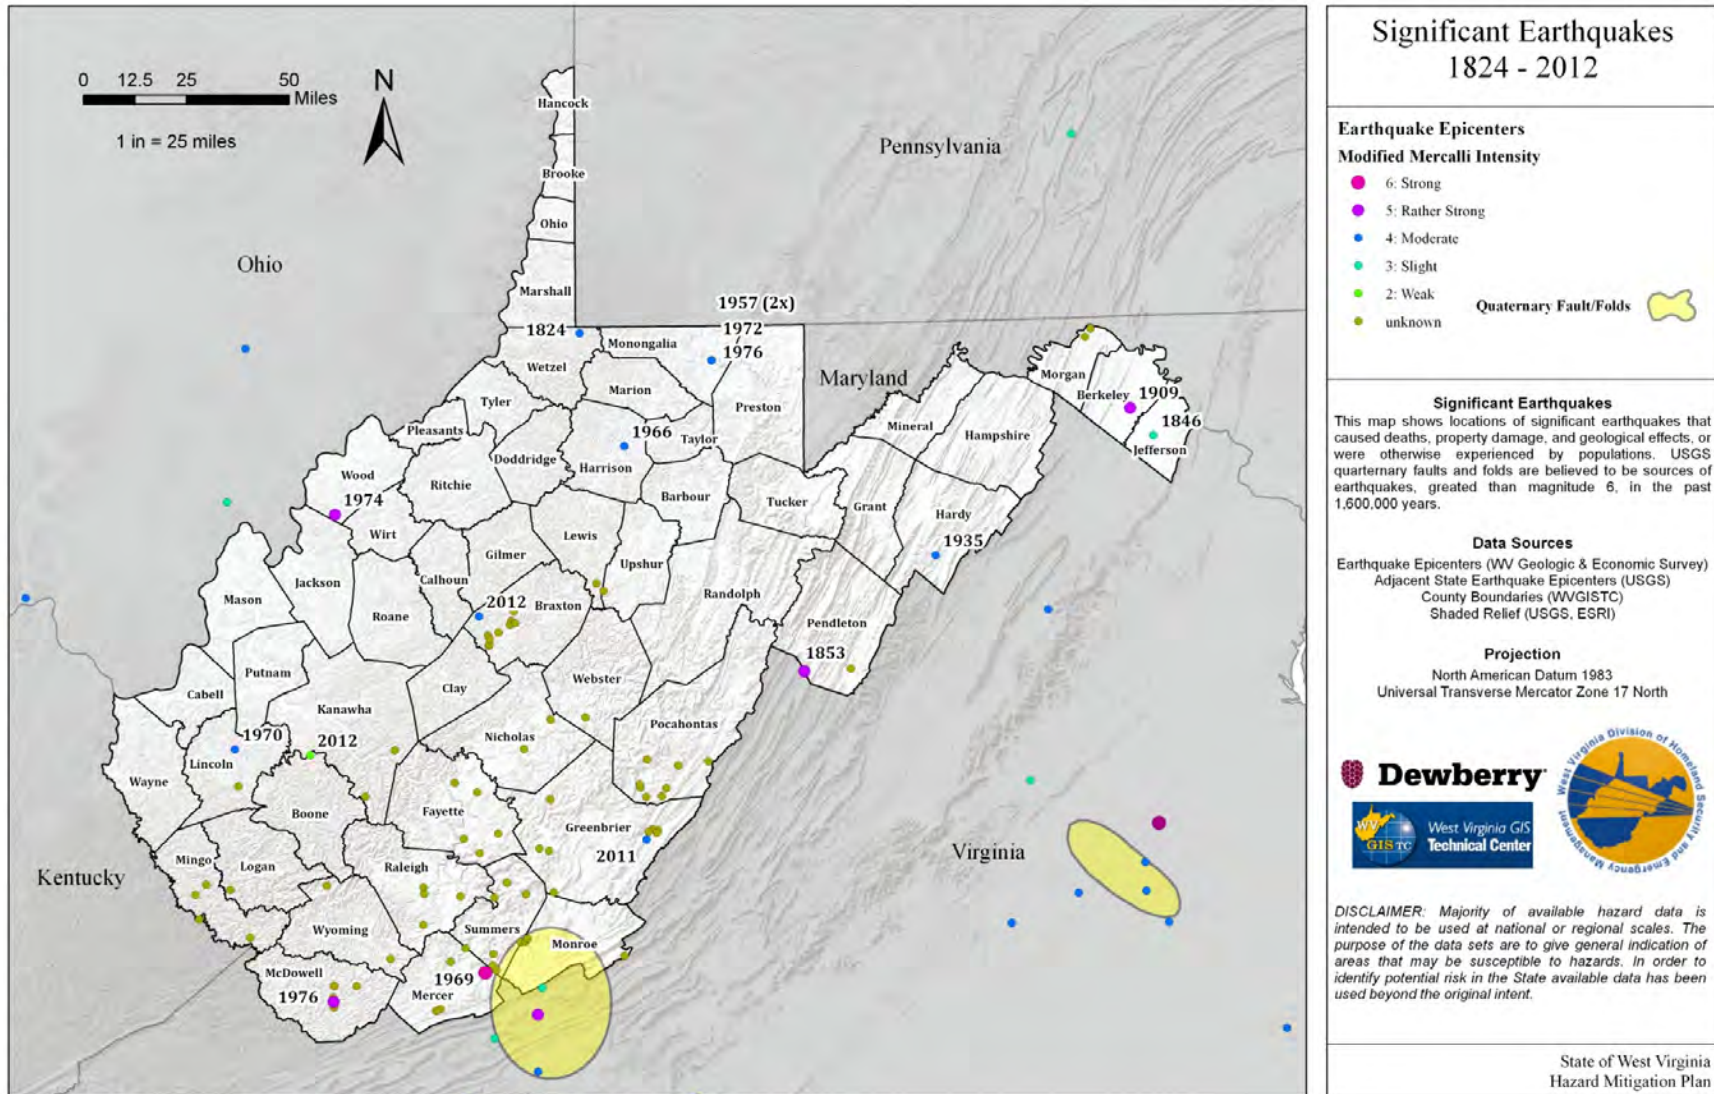 0 12.5 25 50
Miles
1 in = 25 miles
N
Hancock
Brooke
Ohio
Pennsylvania
Ohio
Marshall
1957 (2x)
1824
1972
Monongalia
1976
Wetzel
Marion
Maryland
Tyler
Preston
Morgan
Berkeley
1909
Pleasants
1966
Taylor
Mineral
Hampshire
1846
Jefferson
Wood
Doddridge
Harrison
Ritchie
Barbour
Tucker
Grant
1974
Hardy
Wirt
Lewis
Gilmer
1935
Jackson
Calhoun
Upshur
Mason
Roane
2012
Braxton
Randolph
Pendleton
1853
Putnam
Cabell
Clay
Webster
Kanawha
Pocahontas
1970
2012
Nicholas
Lincoln
Wayne
Boone
Fayette
Greenbrier
2011
Virginia
Mingo
Logan
Raleigh
Kentucky
Wyoming
Summers
Monroe
McDowell
1969
1976
Mercer
Significant Earthquakes
1824 - 2012
Earthquake Epicenters
Modified Mercalli Intensity
6: Strong
5: Rather Strong
4: Moderate
3: Slight
2: Weak
Quaternary Fault/Folds
unknown
Significant Earthquakes
This map shows locations of significant earthquakes that
caused deaths, property damage, and geological effects, or
were otherwise experienced by populations. USGS
quarternary faults and folds are believed to be sources of
earthquakes, greated than magnitude 6, in the past
1,600,000 years.
Data Sources
Earthquake Epicenters (WV Geologic & Economic Survey)
Adjacent State Earthquake Epicenters (USGS)
County Boundaries (WVGISTC)
Shaded Relief (USGS, ESRI)
Projection
North American Datum 1983
Universal Transverse Mercator Zone 17 North
Dewberry
West Virginia Division of Homeland Security and Emergency Management
WV
GIS TC
West Virginia GIS
Technical Center
DISCLAIMER: Majority of available hazard data is
intended to be used at national or regional scales. The
purpose of the data sets are to give general indication of
areas that may be susceptible to hazards. In order to
identify potential risk in the State available data has been
used beyond the original intent.
State of West Virginia
Hazard Mitigation Plan